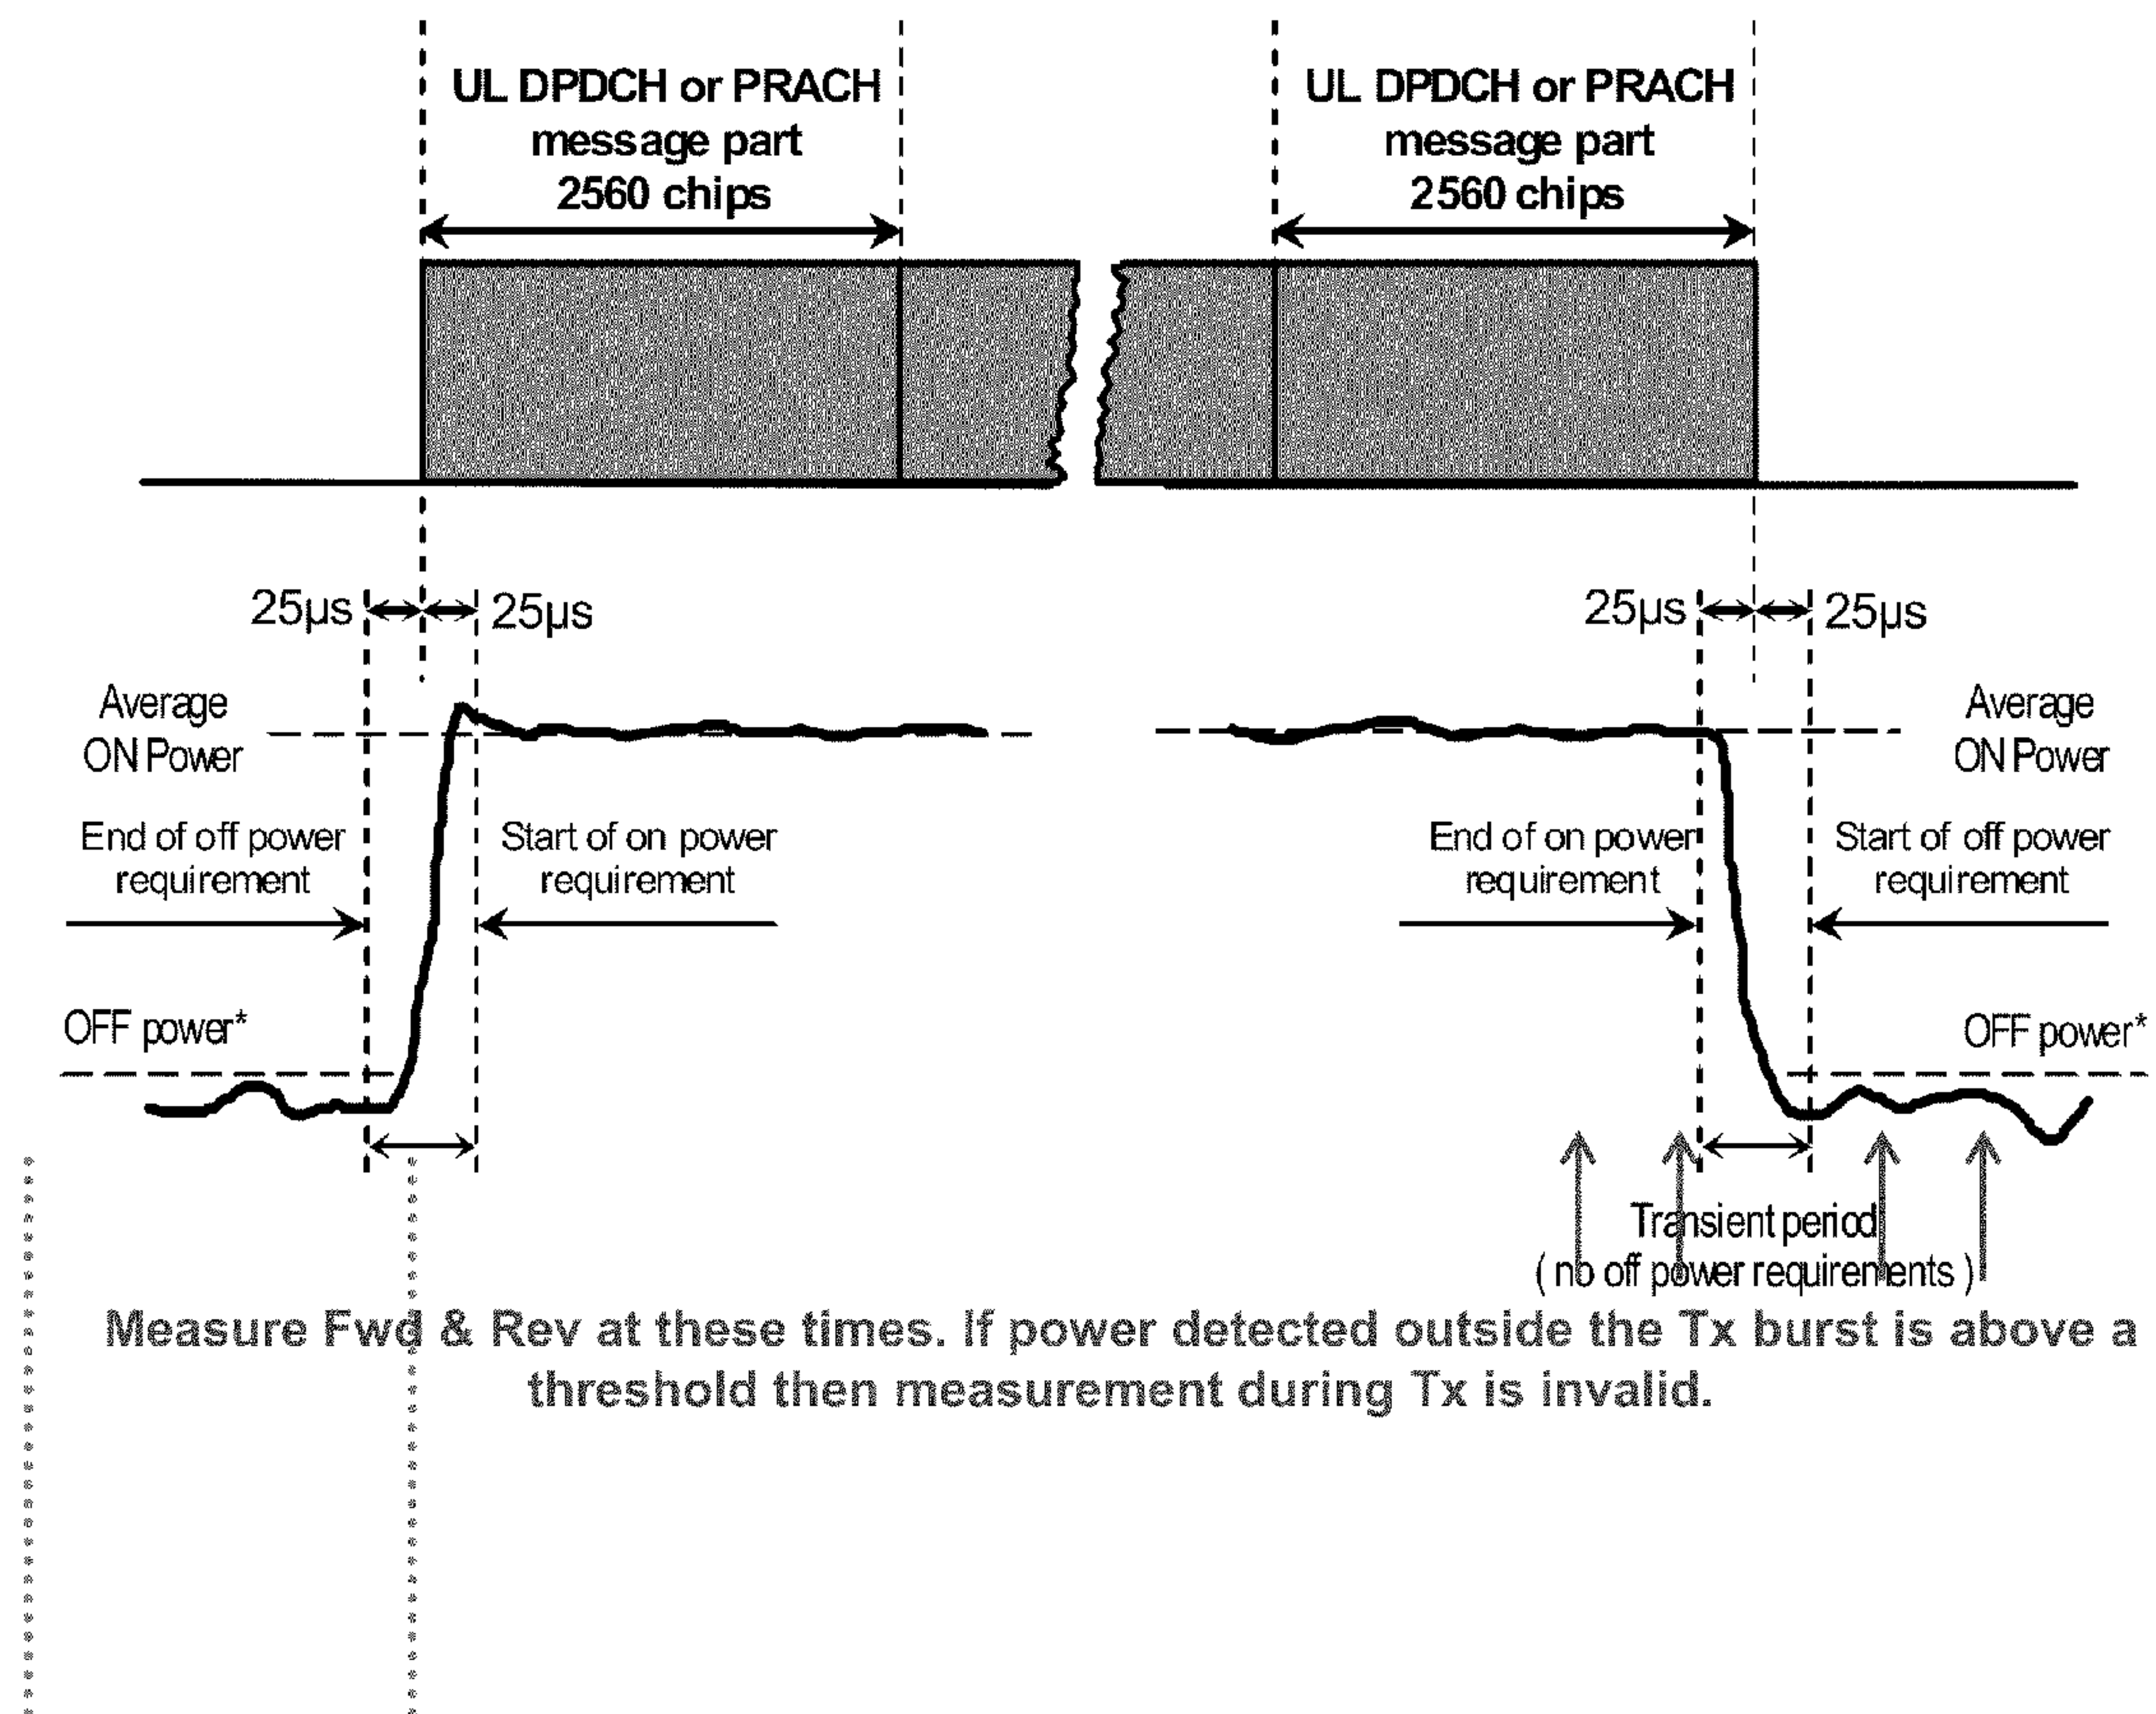 UL DPDCH or PRACH
message part
2560 chips
UL DPDCH or PRACH
message part
2560 chips
25µs
25µs
25µs
25µs
Average
ON Power
Average
ON Power
End of off power
requirement
Start of on power
requirement
End of on power
requirement
Start of off power
requirement
OFF power*
OFF power*
Transient period
( no off power requirements )
Measure Fwd & Rev at these times. If power detected outside the Tx burst is above a
threshold then measurement during Tx is invalid.